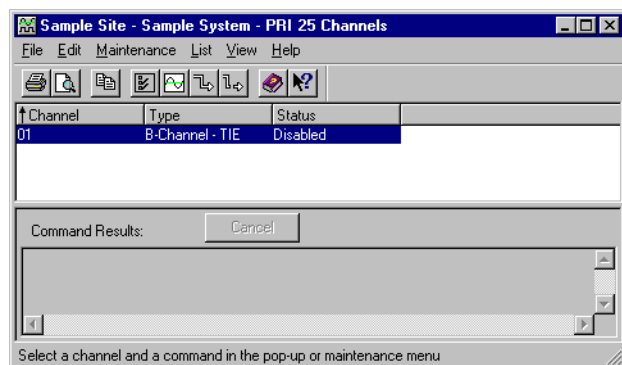 Sample Site - Sample System - PRI 25 Channels
File Edit Maintenance List View Help
Channel Type Status
01 B-Channel - TIE Disabled
Command Results: Cancel
Select a channel and a command in the pop-up or maintenance menu